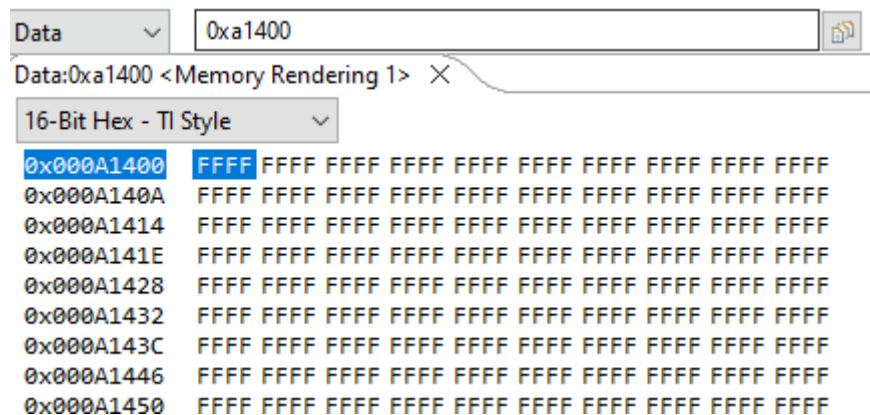 Data 0xa1400
Data:0xa1400 <Memory Rendering 1>
16-Bit Hex - TI Style
0x000A1400 FFFF FFFF FFFF FFFF FFFF FFFF FFFF FFFF FFFF FFFF
0x000A140A FFFF FFFF FFFF FFFF FFFF FFFF FFFF FFFF FFFF FFFF
0x000A1414 FFFF FFFF FFFF FFFF FFFF FFFF FFFF FFFF FFFF FFFF
0x000A141E FFFF FFFF FFFF FFFF FFFF FFFF FFFF FFFF FFFF FFFF
0x000A1428 FFFF FFFF FFFF FFFF FFFF FFFF FFFF FFFF FFFF FFFF
0x000A1432 FFFF FFFF FFFF FFFF FFFF FFFF FFFF FFFF FFFF FFFF
0x000A143C FFFF FFFF FFFF FFFF FFFF FFFF FFFF FFFF FFFF FFFF
0x000A1446 FFFF FFFF FFFF FFFF FFFF FFFF FFFF FFFF FFFF FFFF
0x000A1450 FFFF FFFF FFFF FFFF FFFF FFFF FFFF FFFF FFFF FFFF